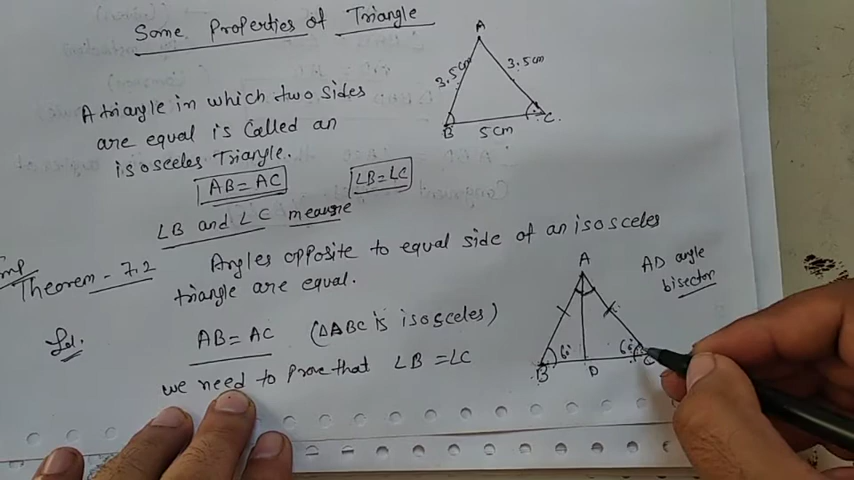 Some Properties of Triangle
A triangle in which two sides
are equal is Called an
isosceles Triangle.
AB = AC
∠B = ∠C
∠B and ∠C measure
A
3.5cm
3.5cm
B
5cm
C.
Imp
Theorem - 7.2
Angles opposite to equal side of an isosceles
triangle are equal.
Sol.
AB = AC (△ABC is isosceles)
we need to prove that ∠B = ∠C
A
AD angle
bisector
B
D
C